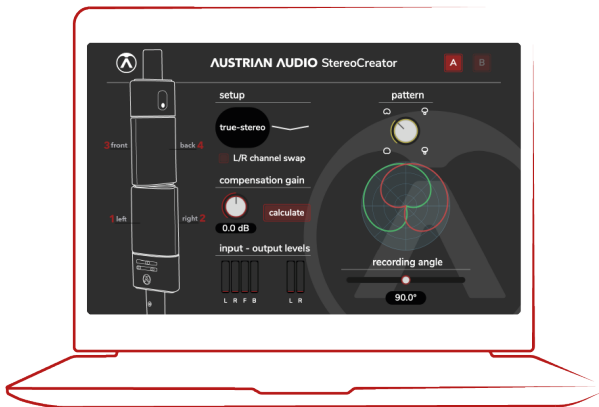 AUSTRIAN AUDIO StereoCreator
A
B
setup
true-stereo
L/R channel swap
compensation gain
0.0 dB
calculate
input - output levels
L R F B
L R
3 front
back 4
1 left
right 2
pattern
recording angle
90.0°